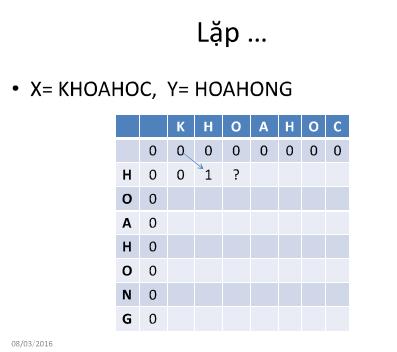 Lặp ...
• X= KHOAHOC, Y= HOAHONG
K H O A H O C
0 0 0 0 0 0 0 0
H 0 0 1 ?
O 0
A 0
H 0
O 0
N 0
G 0
08/03/2016